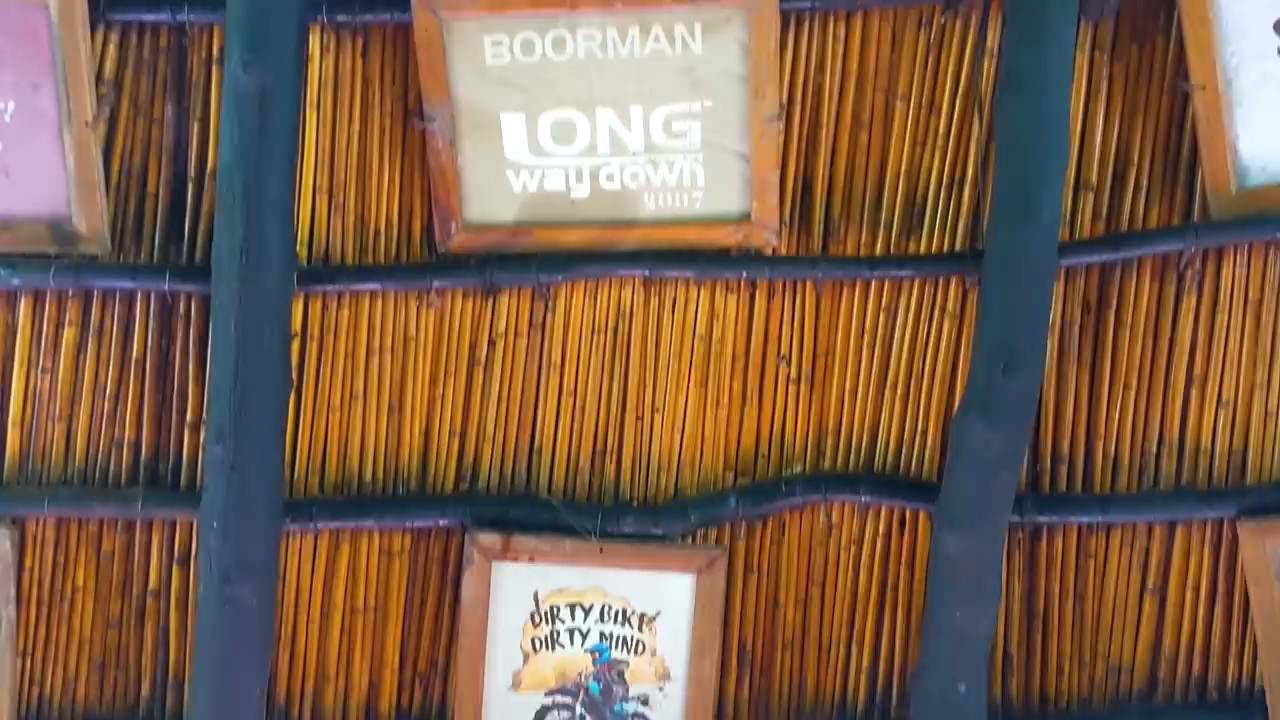 BOORMAN
LONG
way down
2007
DIRTY BIKE
DIRTY MIND